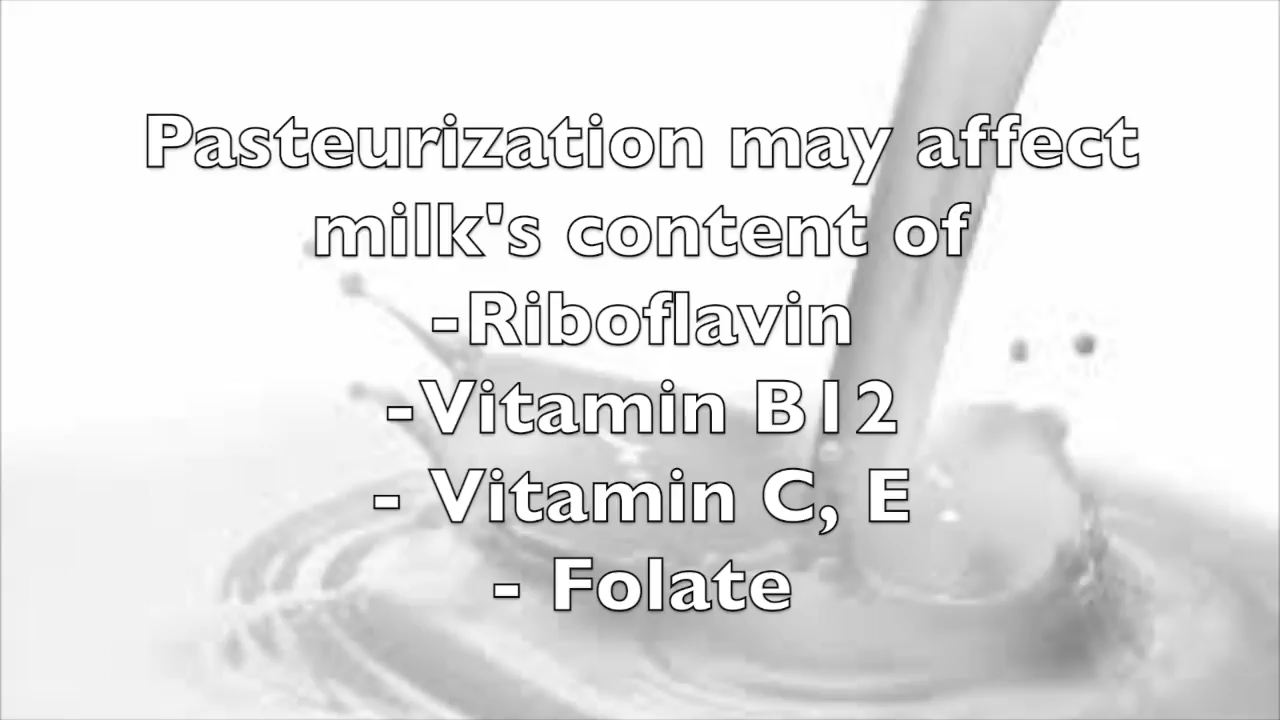 Pasteurization may affect
milk's content of
-Riboflavin
-Vitamin B12
- Vitamin C, E
- Folate